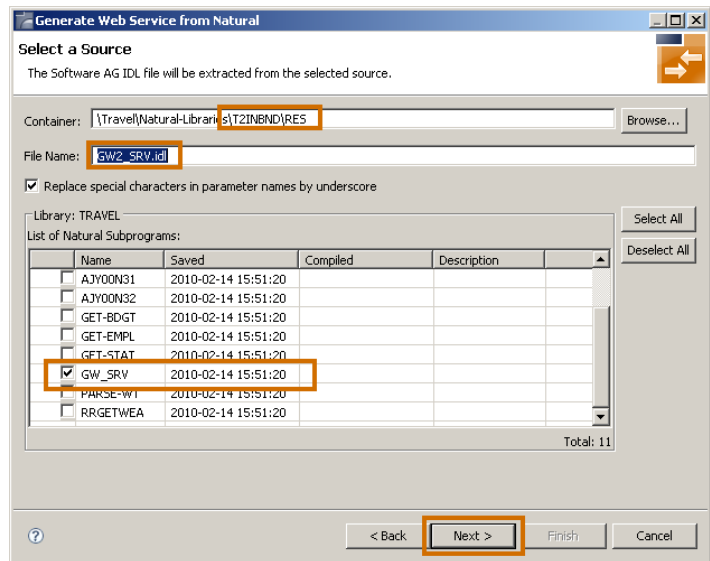 Generate Web Service from Natural
Select a Source
The Software AG IDL file will be extracted from the selected source.
Container: \Travel\Natural-Libraries\T2INBND\RES Browse...
File Name: GW2_SRV.idl
Replace special characters in parameter names by underscore
Library: TRAVEL Select All
List of Natural Subprograms:
Deselect All
Name Saved Compiled Description
AJY00N31 2010-02-14 15:51:20
AJY00N32 2010-02-14 15:51:20
GET-BDGT 2010-02-14 15:51:20
GET-EMPL 2010-02-14 15:51:20
GET-STAT 2010-02-14 15:51:20
GW_SRV 2010-02-14 15:51:20
PARSE-WT 2010-02-14 15:51:20
RRGETWEA 2010-02-14 15:51:20
Total: 11
? < Back Next > Finish Cancel